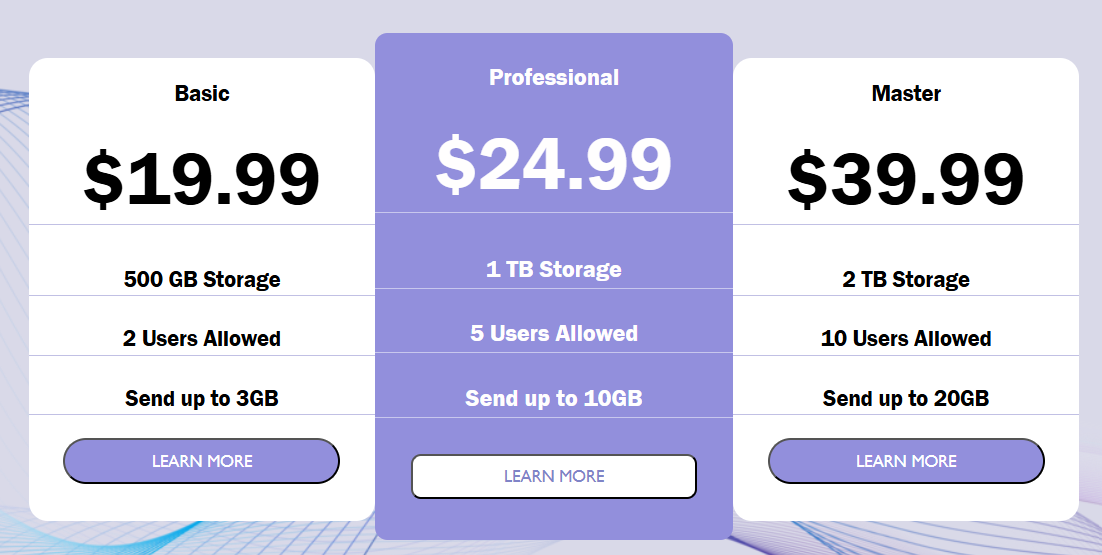 Basic
$19.99
500 GB Storage
2 Users Allowed
Send up to 3GB
LEARN MORE
Professional
$24.99
1 TB Storage
5 Users Allowed
Send up to 10GB
LEARN MORE
Master
$39.99
2 TB Storage
10 Users Allowed
Send up to 20GB
LEARN MORE